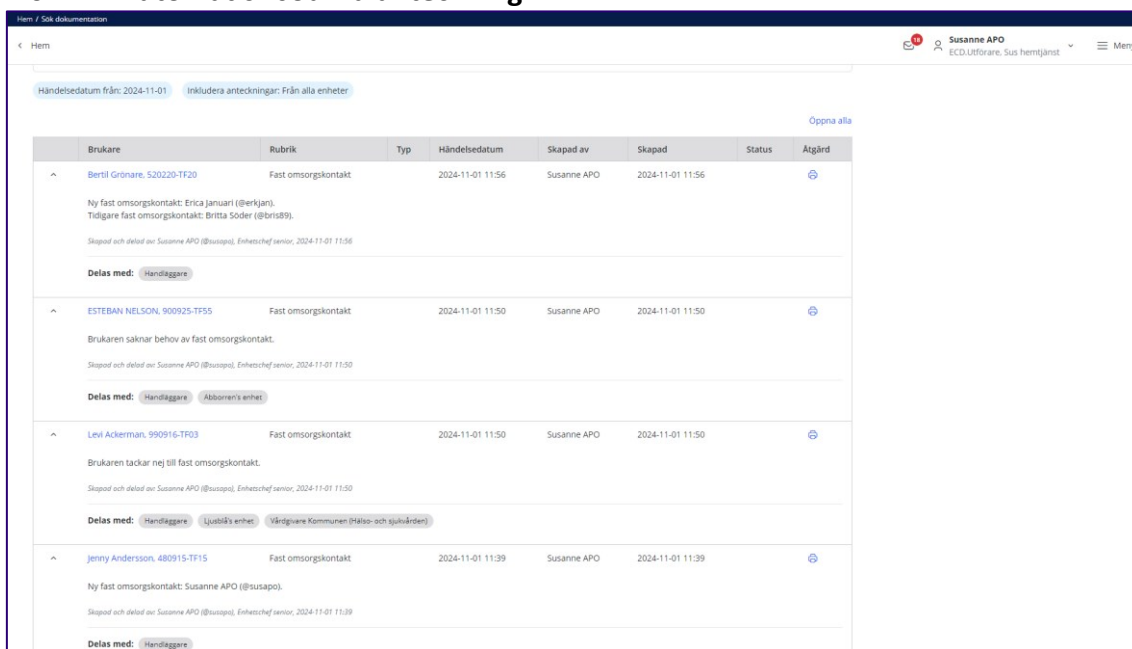 Hem / Sök dokumentation
< Hem
18
Susanne APO
ECD.Utförare, Sus hemtjänst
Meny
Händelsedatum från: 2024-11-01 Inkludera anteckningar: Från alla enheter
Öppna alla
Brukare Rubrik Typ Händelsedatum Skapad av Skapad Status Åtgärd
Bertil Grönare, 520220-TF20 Fast omsorgskontakt 2024-11-01 11:56 Susanne APO 2024-11-01 11:56
Ny fast omsorgskontakt: Erica Januari (@erkjan).
Tidigare fast omsorgskontakt: Britta Söder (@bris89).
Skapad och delad av: Susanne APO (@susapo), Enhetschef senior, 2024-11-01 11:56
Delas med: Handläggare
ESTEBAN NELSON, 900925-TF55 Fast omsorgskontakt 2024-11-01 11:50 Susanne APO 2024-11-01 11:50
Brukaren saknar behov av fast omsorgskontakt.
Skapad och delad av: Susanne APO (@susapo), Enhetschef senior, 2024-11-01 11:50
Delas med: Handläggare Abborren's enhet
Levi Ackerman, 990916-TF03 Fast omsorgskontakt 2024-11-01 11:50 Susanne APO 2024-11-01 11:50
Brukaren tackar nej till fast omsorgskontakt.
Skapad och delad av: Susanne APO (@susapo), Enhetschef senior, 2024-11-01 11:50
Delas med: Handläggare Ljusblå's enhet Vårdgivare Kommunen (Hälso- och sjukvården)
Jenny Andersson, 480915-TF15 Fast omsorgskontakt 2024-11-01 11:39 Susanne APO 2024-11-01 11:39
Ny fast omsorgskontakt: Susanne APO (@susapo).
Skapad och delad av: Susanne APO (@susapo), Enhetschef senior, 2024-11-01 11:39
Delas med: Handläggare